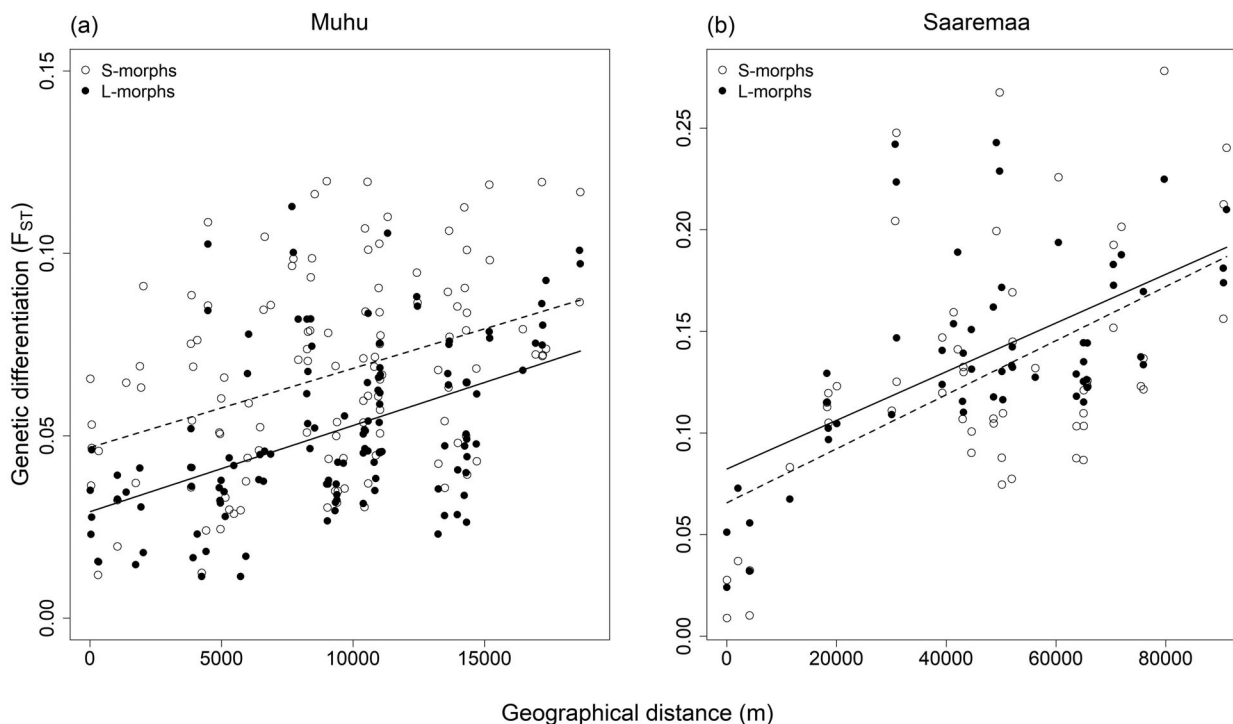 (a) Muhu
S-morphs
L-morphs
0.15
0.10
0.05
0.00
Genetic differentiation (FST)
0 5000 10000 15000
(b) Saaremaa
S-morphs
L-morphs
0.25
0.20
0.15
0.10
0.05
0.00
0 20000 40000 60000 80000
Geographical distance (m)